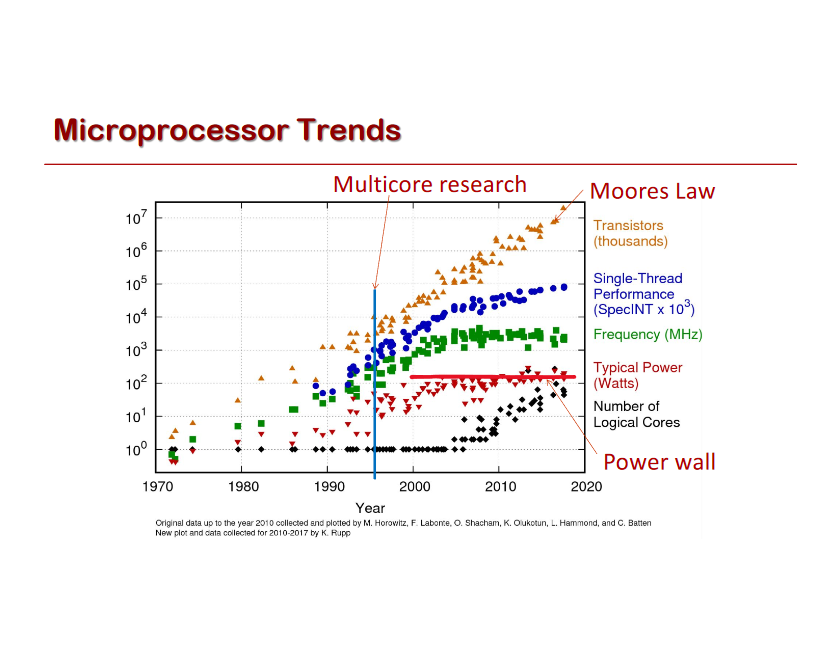 Microprocessor Trends
Multicore research
Moores Law
10^7
10^6
10^5
10^4
10^3
10^2
10^1
10^0
Transistors
(thousands)
Single-Thread
Performance
(SpecINT x 10^3)
Frequency (MHz)
Typical Power
(Watts)
Number of
Logical Cores
Power wall
1970 1980 1990 2000 2010 2020
Year
Original data up to the year 2010 collected and plotted by M. Horowitz, F. Labonte, O. Shacham, K. Olukotun, L. Hammond, and C. Batten
New plot and data collected for 2010-2017 by K. Rupp